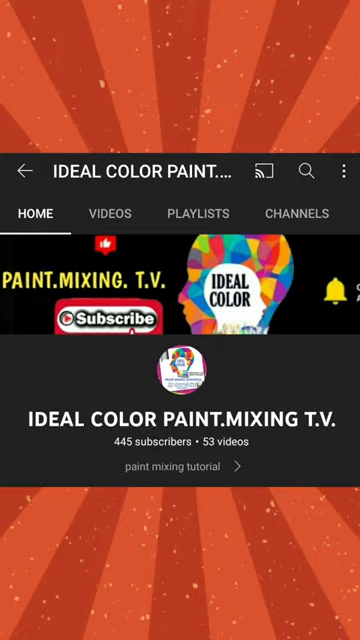 IDEAL COLOR PAINT....
HOME VIDEOS PLAYLISTS CHANNELS
PAINT.MIXING. T.V.
IDEAL
COLOR
Subscribe
IDEAL COLOR PAINT.MIXING T.V.
445 subscribers • 53 videos
paint mixing tutorial